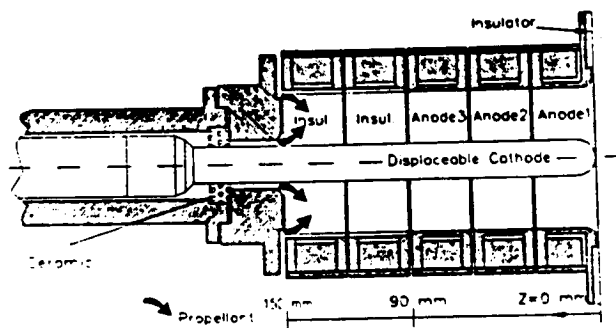 Insulator
Insul Insul. Anode3 Anode2 Anode1
Displaceable Cathode
Ceramic
Propellant
150 mm 90 mm Z=0 mm